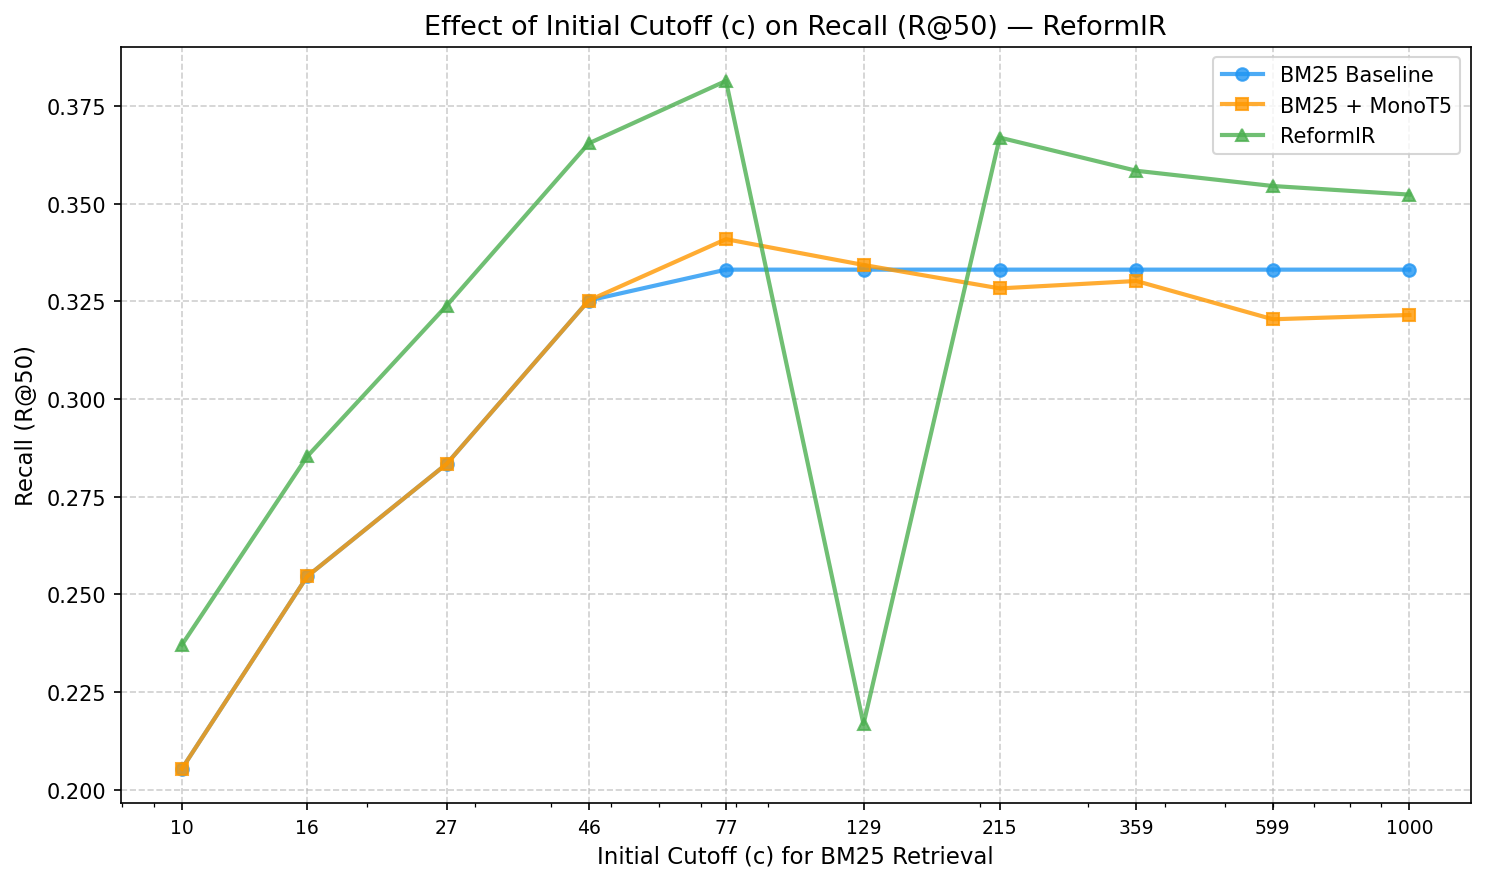 Effect of Initial Cutoff (c) on Recall (R@50) — ReformIR
BM25 Baseline
BM25 + MonoT5
ReformIR
Recall (R@50)
0.375
0.350
0.325
0.300
0.275
0.250
0.225
0.200
10 16 27 46 77 129 215 359 599 1000
Initial Cutoff (c) for BM25 Retrieval